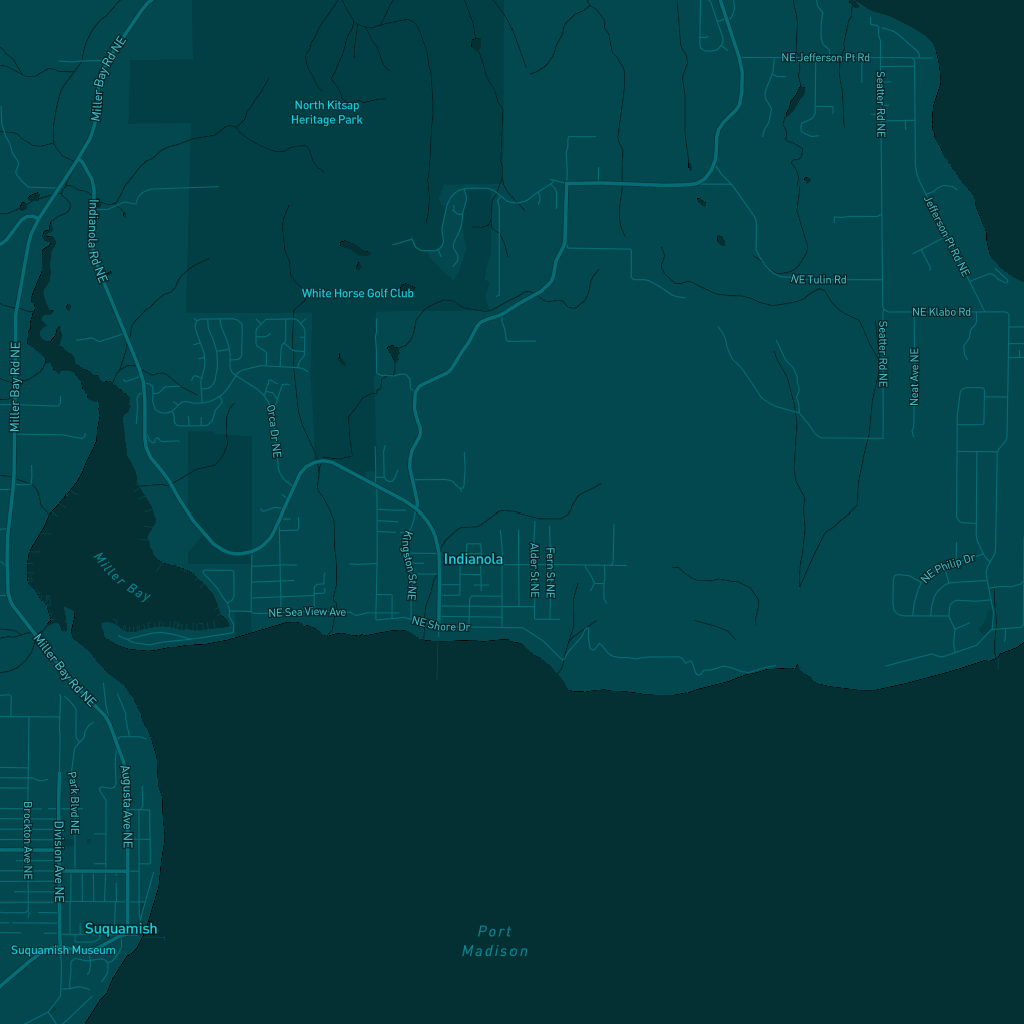 Miller Bay Rd NE
NE Jefferson Pt Rd
Seatter Rd NE
North Kitsap
Heritage Park
Indianola Rd NE
Jefferson Pt Rd NE
NE Tulin Rd
White Horse Golf Club
NE Klabo Rd
Miller Bay Rd NE
Seatter Rd NE
Neat Ave NE
Orca Dr NE
Indianola
Kingston St NE
Alder St NE
Fern St NE
Miller Bay
NE Philip Dr
NE Sea View Ave
NE Shore Dr
Miller Bay Rd NE
Park Blvd NE
Augusta Ave NE
Brockton Ave NE
Division Ave NE
Suquamish
Suquamish Museum
Port
Madison